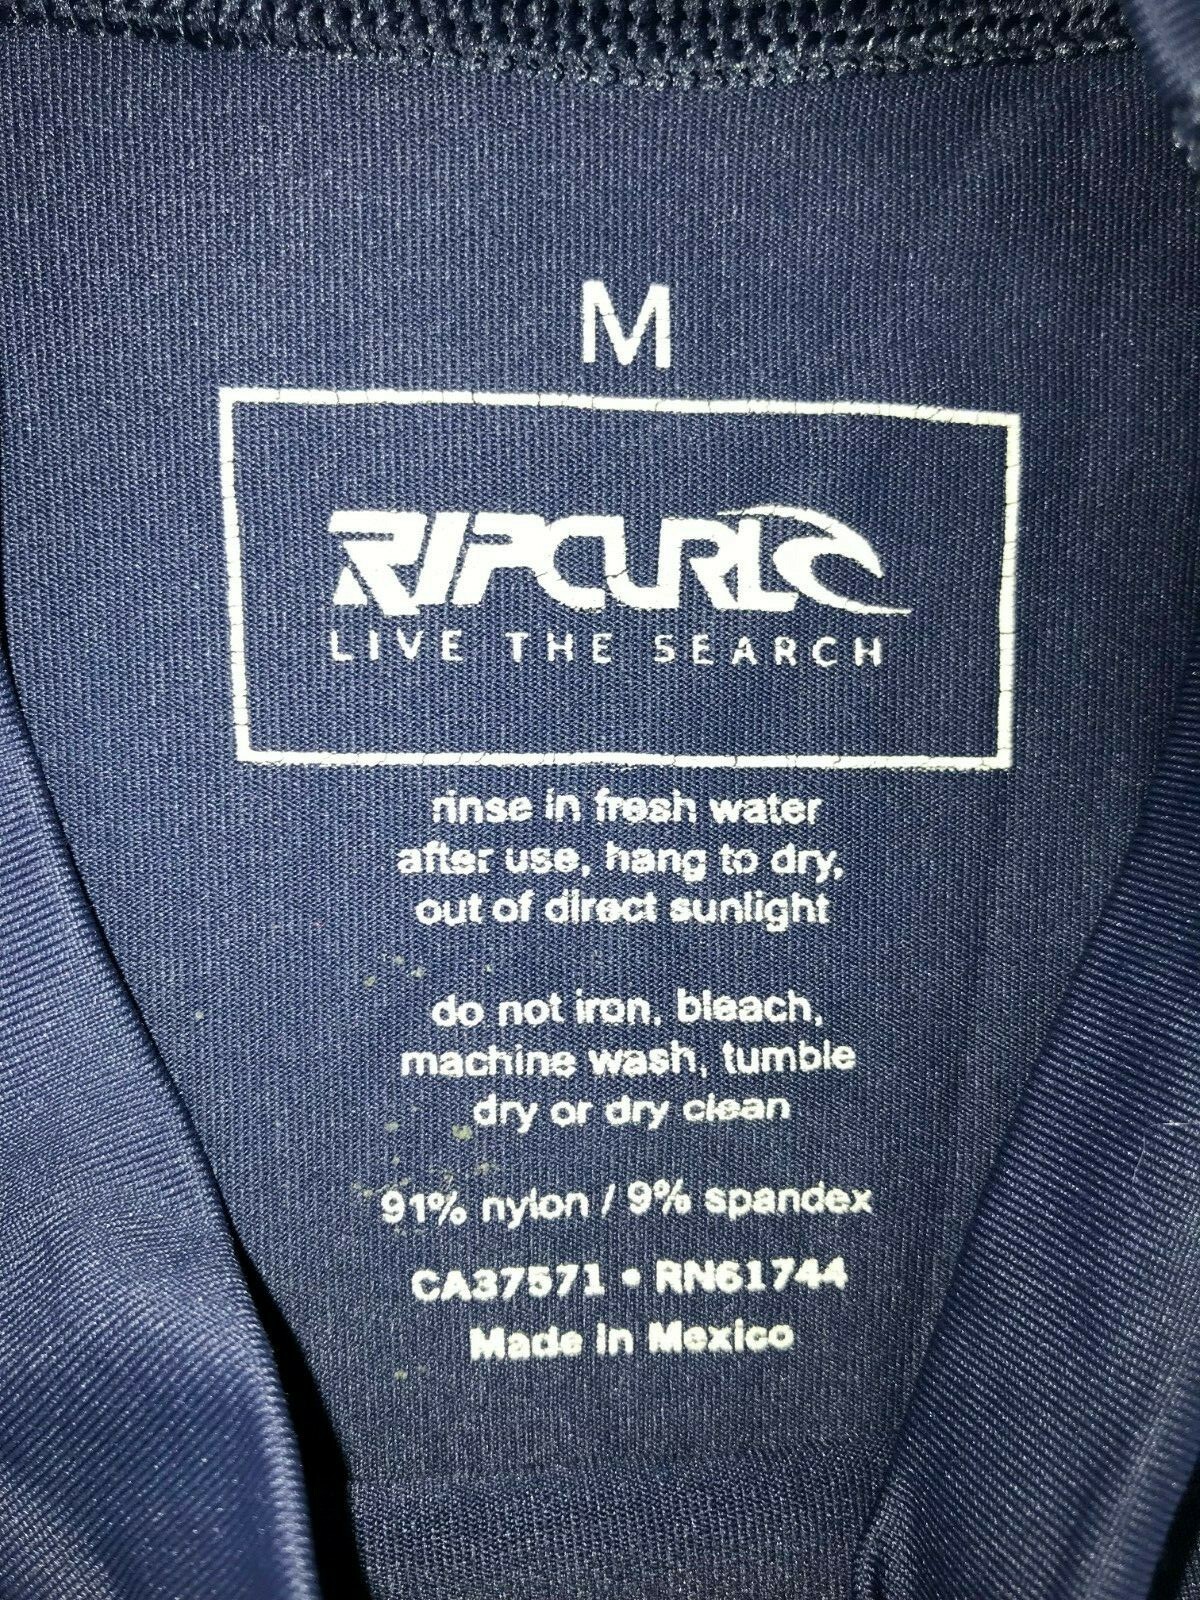 M
RIPCURL
LIVE THE SEARCH
rinse in fresh water
after use, hang to dry,
out of direct sunlight
do not iron, bleach,
machine wash, tumble
dry or dry clean
91% nylon / 9% spandex
CA37571 • RN61744
Made in Mexico